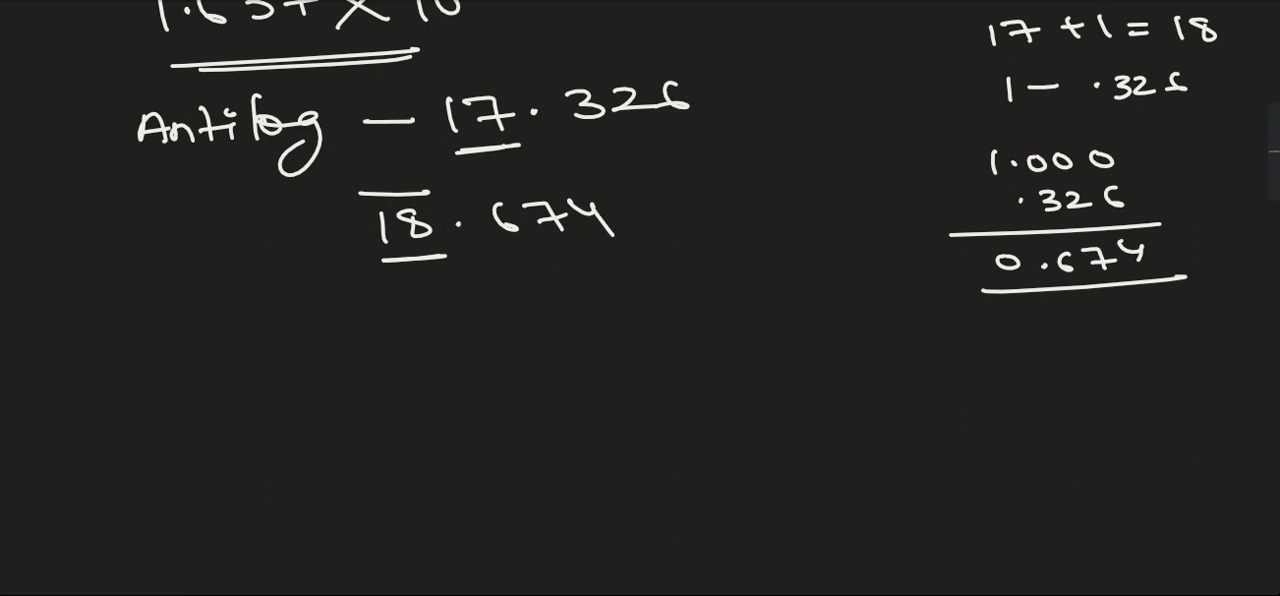 17 + 1 = 18
1 - .326
Antilog - 17.326
1.000
.326
18.674
0.674